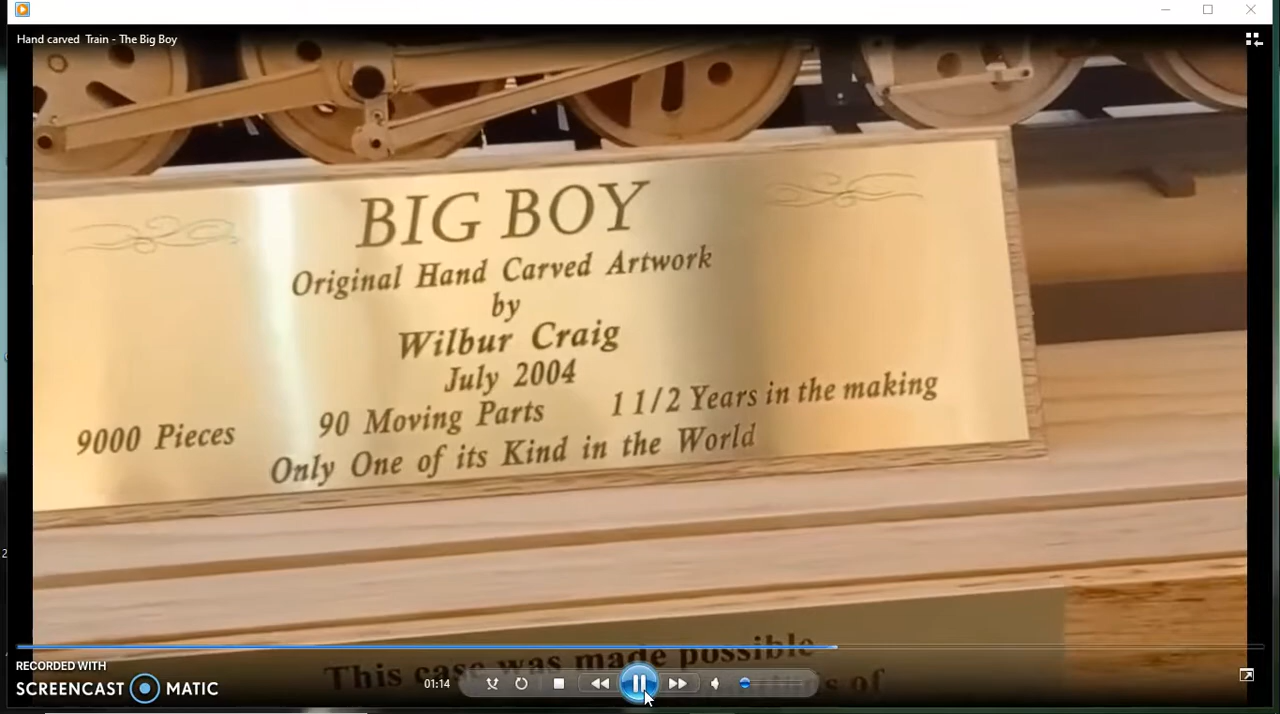 Hand carved Train - The Big Boy
BIG BOY
Original Hand Carved Artwork
by
Wilbur Craig
July 2004
9000 Pieces 90 Moving Parts 1 1/2 Years in the making
Only One of its Kind in the World
This case was made possible
of
RECORDED WITH
SCREENCAST MATIC
01:14